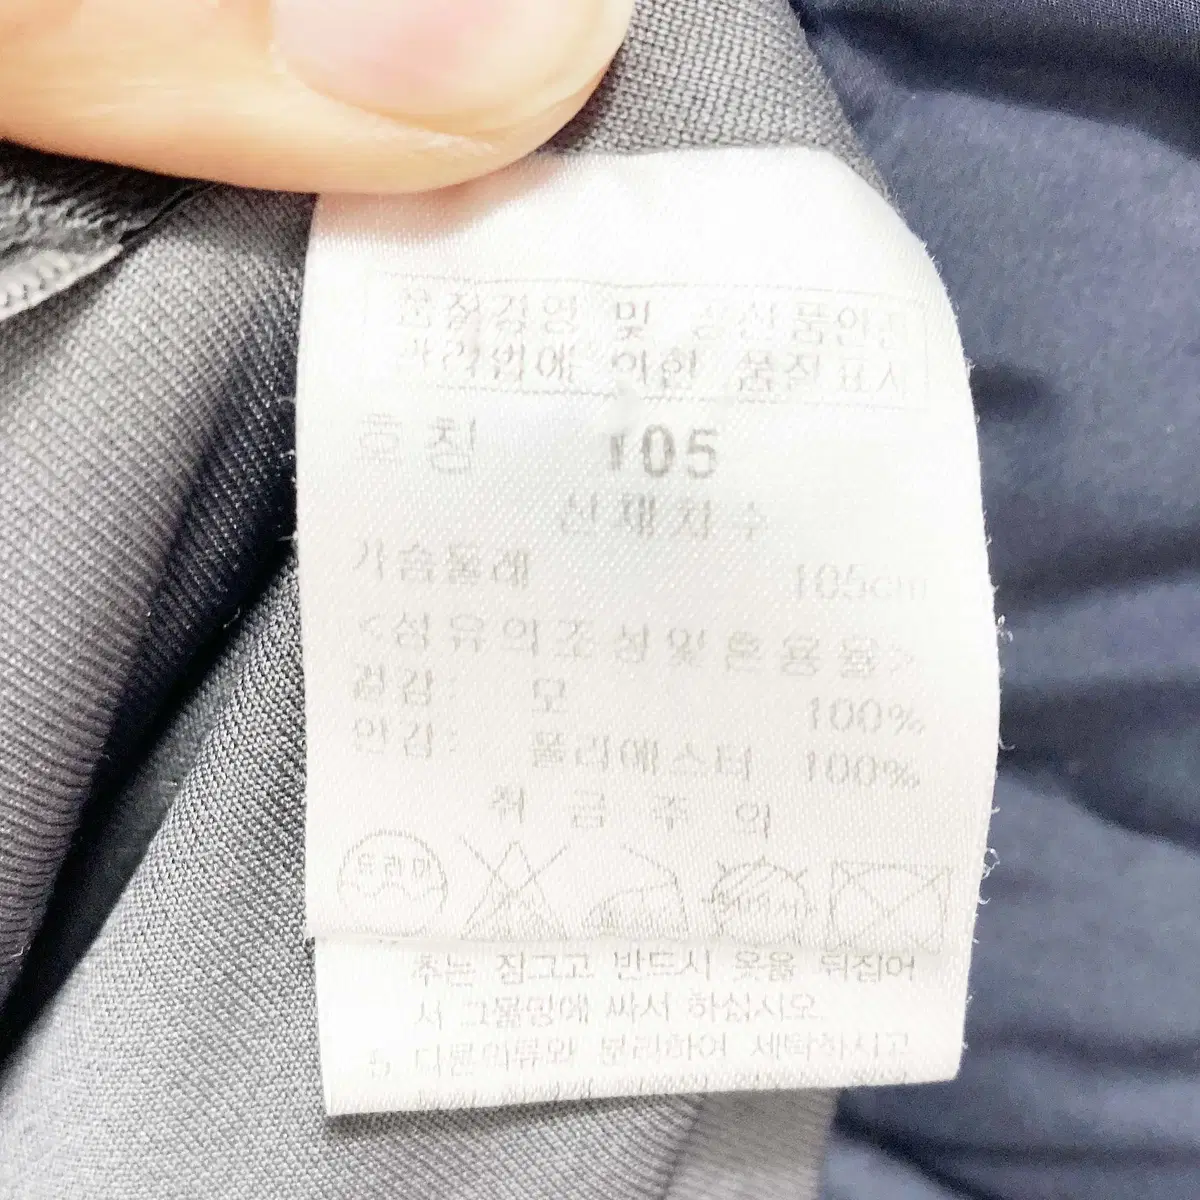 품질경영 및 공산품안전
관리법에 의한 품질표시
호칭 105
신체치수
가슴둘레 105cm
<섬유의조성및혼용율>
겉감: 모 100%
안감: 폴리에스터 100%
취급주의
드라이
추는 잠그고 반드시 옷을 뒤집어
서 그물망에 싸서 하십시오.
5. 다른의류와 분리하여 세탁하시고